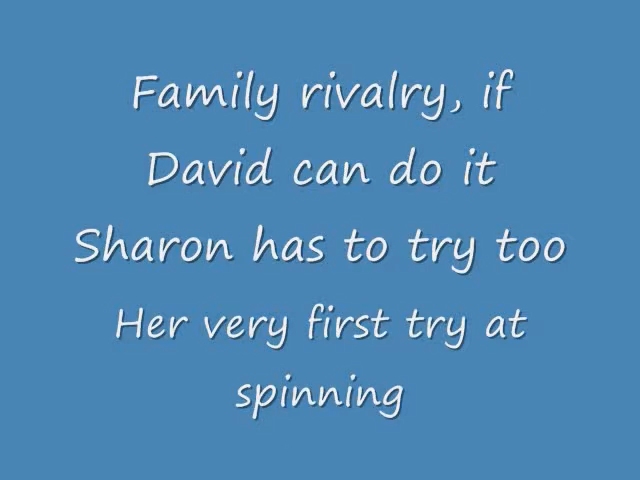 Family rivalry, if
David can do it
Sharon has to try too
Her very first try at
spinning